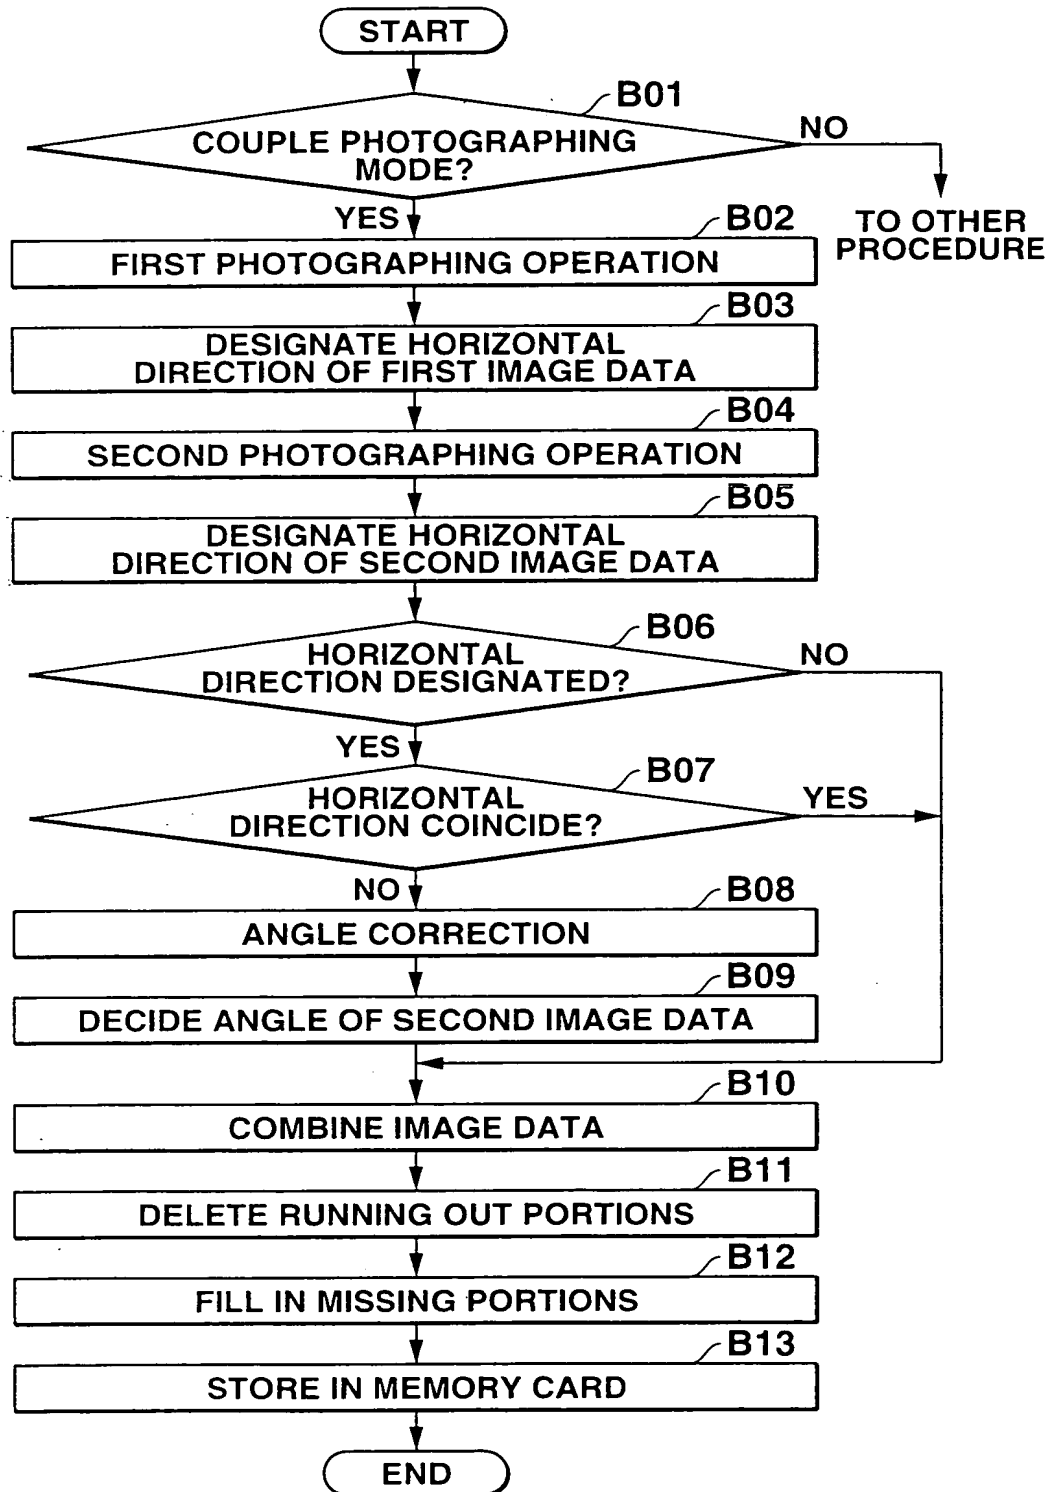 START
B01
COUPLE PHOTOGRAPHING
MODE?
NO
YES
TO OTHER
PROCEDURE
B02
FIRST PHOTOGRAPHING OPERATION
B03
DESIGNATE HORIZONTAL
DIRECTION OF FIRST IMAGE DATA
B04
SECOND PHOTOGRAPHING OPERATION
B05
DESIGNATE HORIZONTAL
DIRECTION OF SECOND IMAGE DATA
B06
HORIZONTAL
DIRECTION DESIGNATED?
NO
YES
B07
HORIZONTAL
DIRECTION COINCIDE?
YES
NO
B08
ANGLE CORRECTION
B09
DECIDE ANGLE OF SECOND IMAGE DATA
B10
COMBINE IMAGE DATA
B11
DELETE RUNNING OUT PORTIONS
B12
FILL IN MISSING PORTIONS
B13
STORE IN MEMORY CARD
END